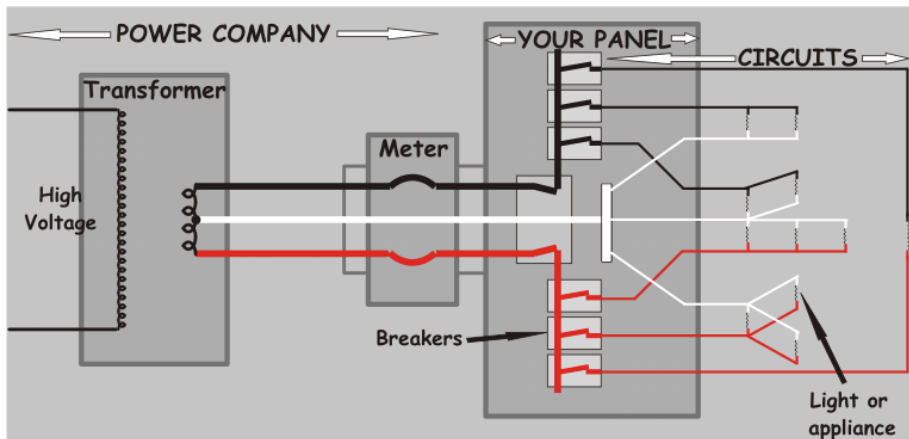 POWER COMPANY
YOUR PANEL
CIRCUITS
Transformer
Meter
High
Voltage
Breakers
Light or
appliance